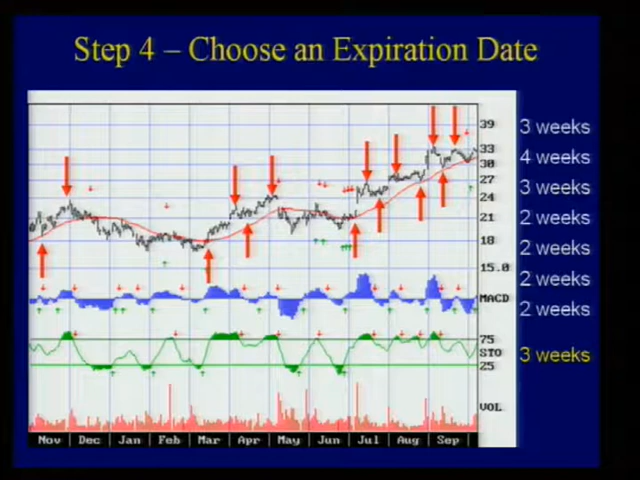 Step 4 – Choose an Expiration Date
39
33
30
27
24
21
18
15.0
MACD
75
STO
25
VOL
Nov Dec Jan Feb Mar Apr May Jun Jul Aug Sep
3 weeks
4 weeks
3 weeks
2 weeks
2 weeks
2 weeks
2 weeks
3 weeks